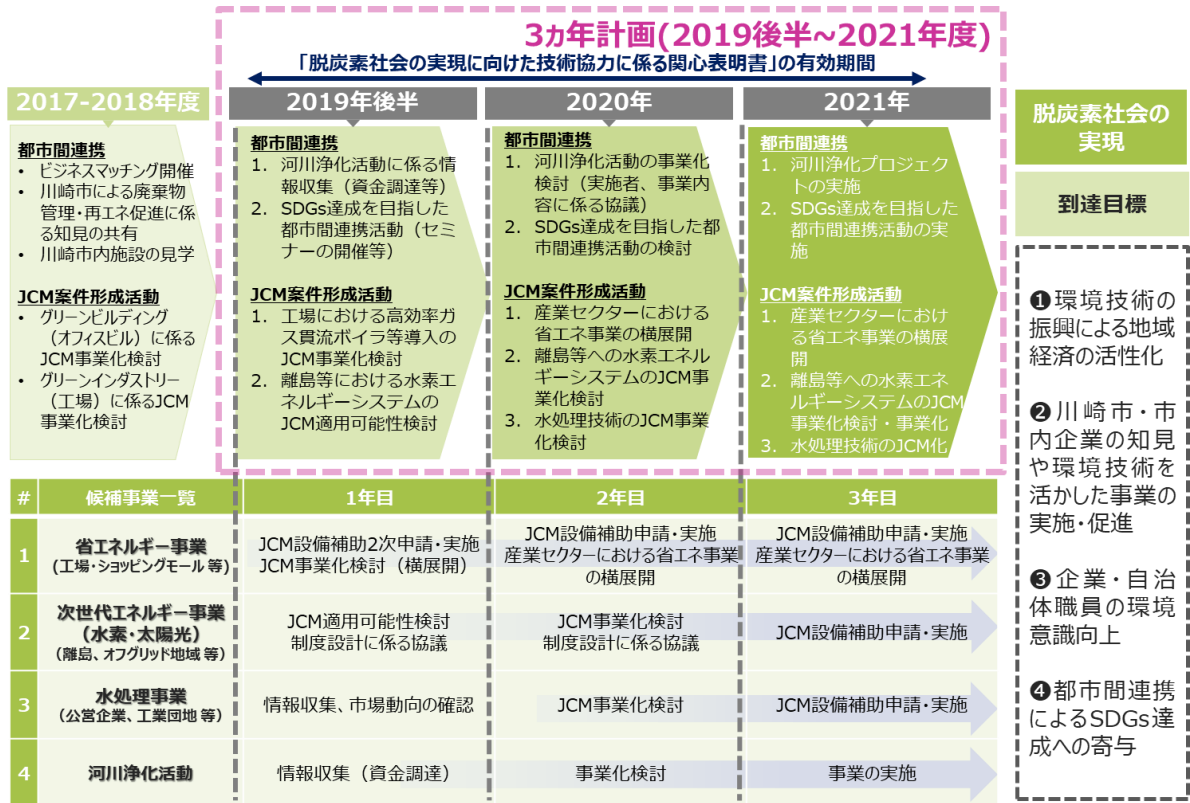 3ヵ年計画(2019後半~2021年度)
「脱炭素社会の実現に向けた技術協力に係る関心表明書」の有効期間
2017-2018年度
都市間連携
• ビジネスマッチング開催
• 川崎市による廃棄物
管理・再エネ促進に係
る知見の共有
• 川崎市内施設の見学
JCM案件形成活動
• グリーンビルディング
（オフィスビル）に係る
JCM事業化検討
• グリーンインダストリー
（工場）に係るJCM
事業化検討
2019年後半
都市間連携
1. 河川浄化活動に係る情
報収集（資金調達等）
2. SDGs達成を目指した
都市間連携活動（セミ
ナーの開催等）
JCM案件形成活動
1. 工場における高効率ガ
ス貫流ボイラ等導入の
JCM事業化検討
2. 離島等における水素エ
ネルギーシステムの
JCM適用可能性検討
2020年
都市間連携
1. 河川浄化活動の事業化
検討（実施者、事業内
容に係る協議）
2. SDGs達成を目指した都
市間連携活動の検討
JCM案件形成活動
1. 産業セクターにおける
省エネ事業の横展開
2. 離島等への水素エネル
ギーシステムのJCM事
業化検討
3. 水処理技術のJCM事業
化検討
2021年
都市間連携
1. 河川浄化プロジェク
トの実施
2. SDGs達成を目指した
都市間連携活動の実
施
JCM案件形成活動
1. 産業セクターにおけ
る省エネ事業の横展
開
2. 離島等への水素エネ
ルギーシステムのJCM
事業化検討・事業化
3. 水処理技術のJCM化
脱炭素社会の
実現
到達目標
❶環境技術の
振興による地域
経済の活性化
❷川崎市・市
内企業の知見
や環境技術を
活かした事業の
実施・促進
❸企業・自治
体職員の環境
意識向上
❹都市間連携
によるSDGs達
成への寄与
# 候補事業一覧 1年目 2年目 3年目
1
省エネルギー事業
(工場・ショッピングモール 等)
JCM設備補助2次申請・実施
JCM事業化検討（横展開）
JCM設備補助申請・実施
産業セクターにおける省エネ事業
の横展開
JCM設備補助申請・実施
産業セクターにおける省エネ事業
の横展開
2
次世代エネルギー事業
（水素・太陽光）
(離島、オフグリッド地域 等)
JCM適用可能性検討
制度設計に係る協議
JCM事業化検討
制度設計に係る協議
JCM設備補助申請・実施
3
水処理事業
（公営企業、工業団地 等）
情報収集、市場動向の確認
JCM事業化検討
JCM設備補助申請・実施
4
河川浄化活動
情報収集（資金調達）
事業化検討
事業の実施